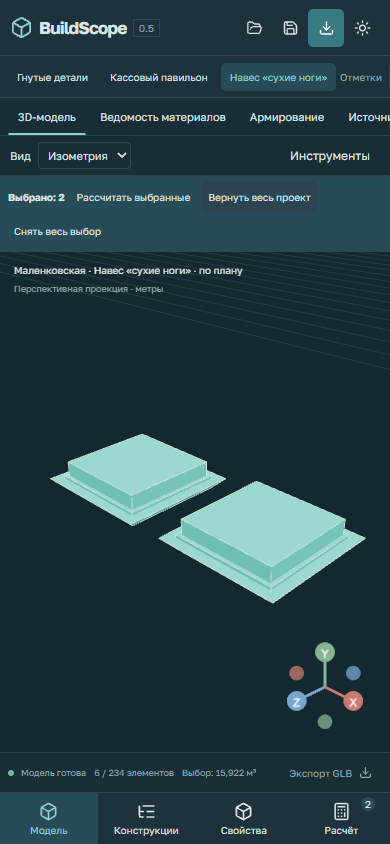 BuildScope 0.5
Гнутые детали Кассовый павильон Навес «сухие ноги» Отметки
3D-модель Ведомость материалов Армирование Источни
Вид Изометрия Инструменты
Выбрано: 2 Рассчитать выбранные Вернуть весь проект
Снять весь выбор
Маленковская · Навес «сухие ноги» · по плану
Перспективная проекция · метры
Y
Z X
Модель готова 6 / 234 элементов Выбор: 15,922 м³ Экспорт GLB
2
Модель Конструкции Свойства Расчёт